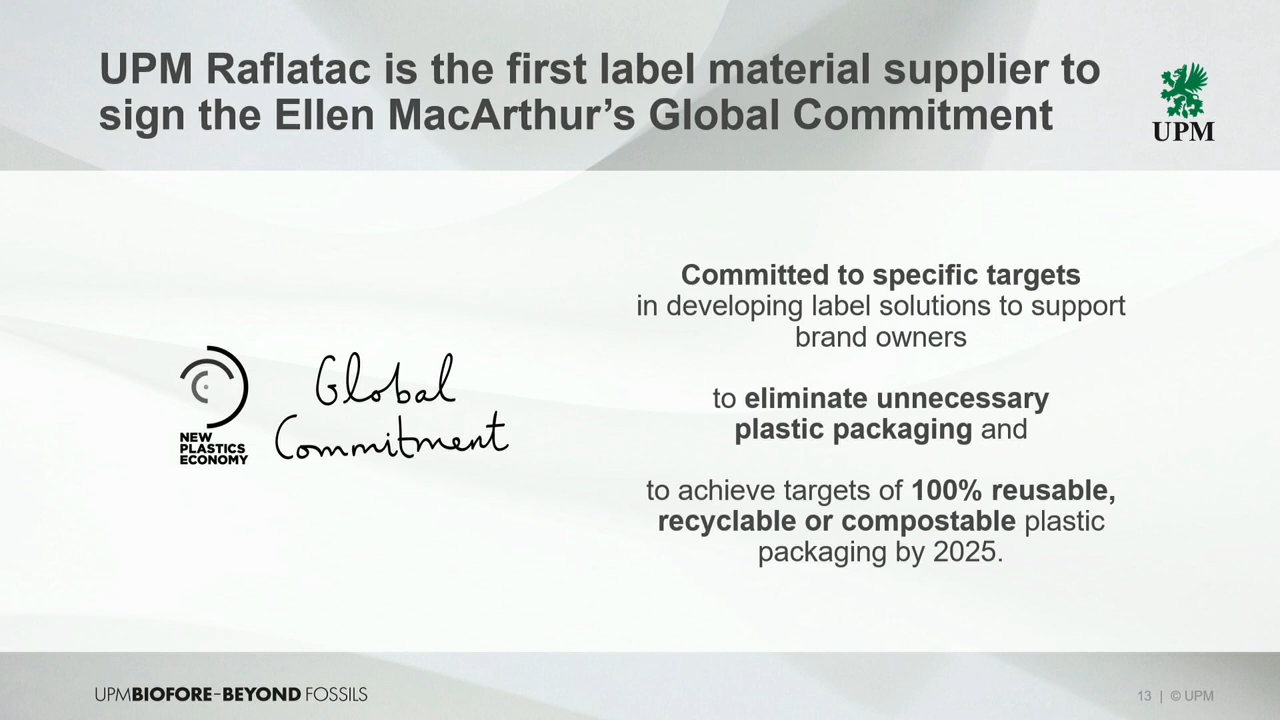 UPM Raflatac is the first label material supplier to
sign the Ellen MacArthur’s Global Commitment
UPM
Committed to specific targets
in developing label solutions to support
brand owners
to eliminate unnecessary
plastic packaging and
to achieve targets of 100% reusable,
recyclable or compostable plastic
packaging by 2025.
NEW
PLASTICS
ECONOMY
Global
Commitment
UPMBIOFORE–BEYOND FOSSILS
13 | © UPM